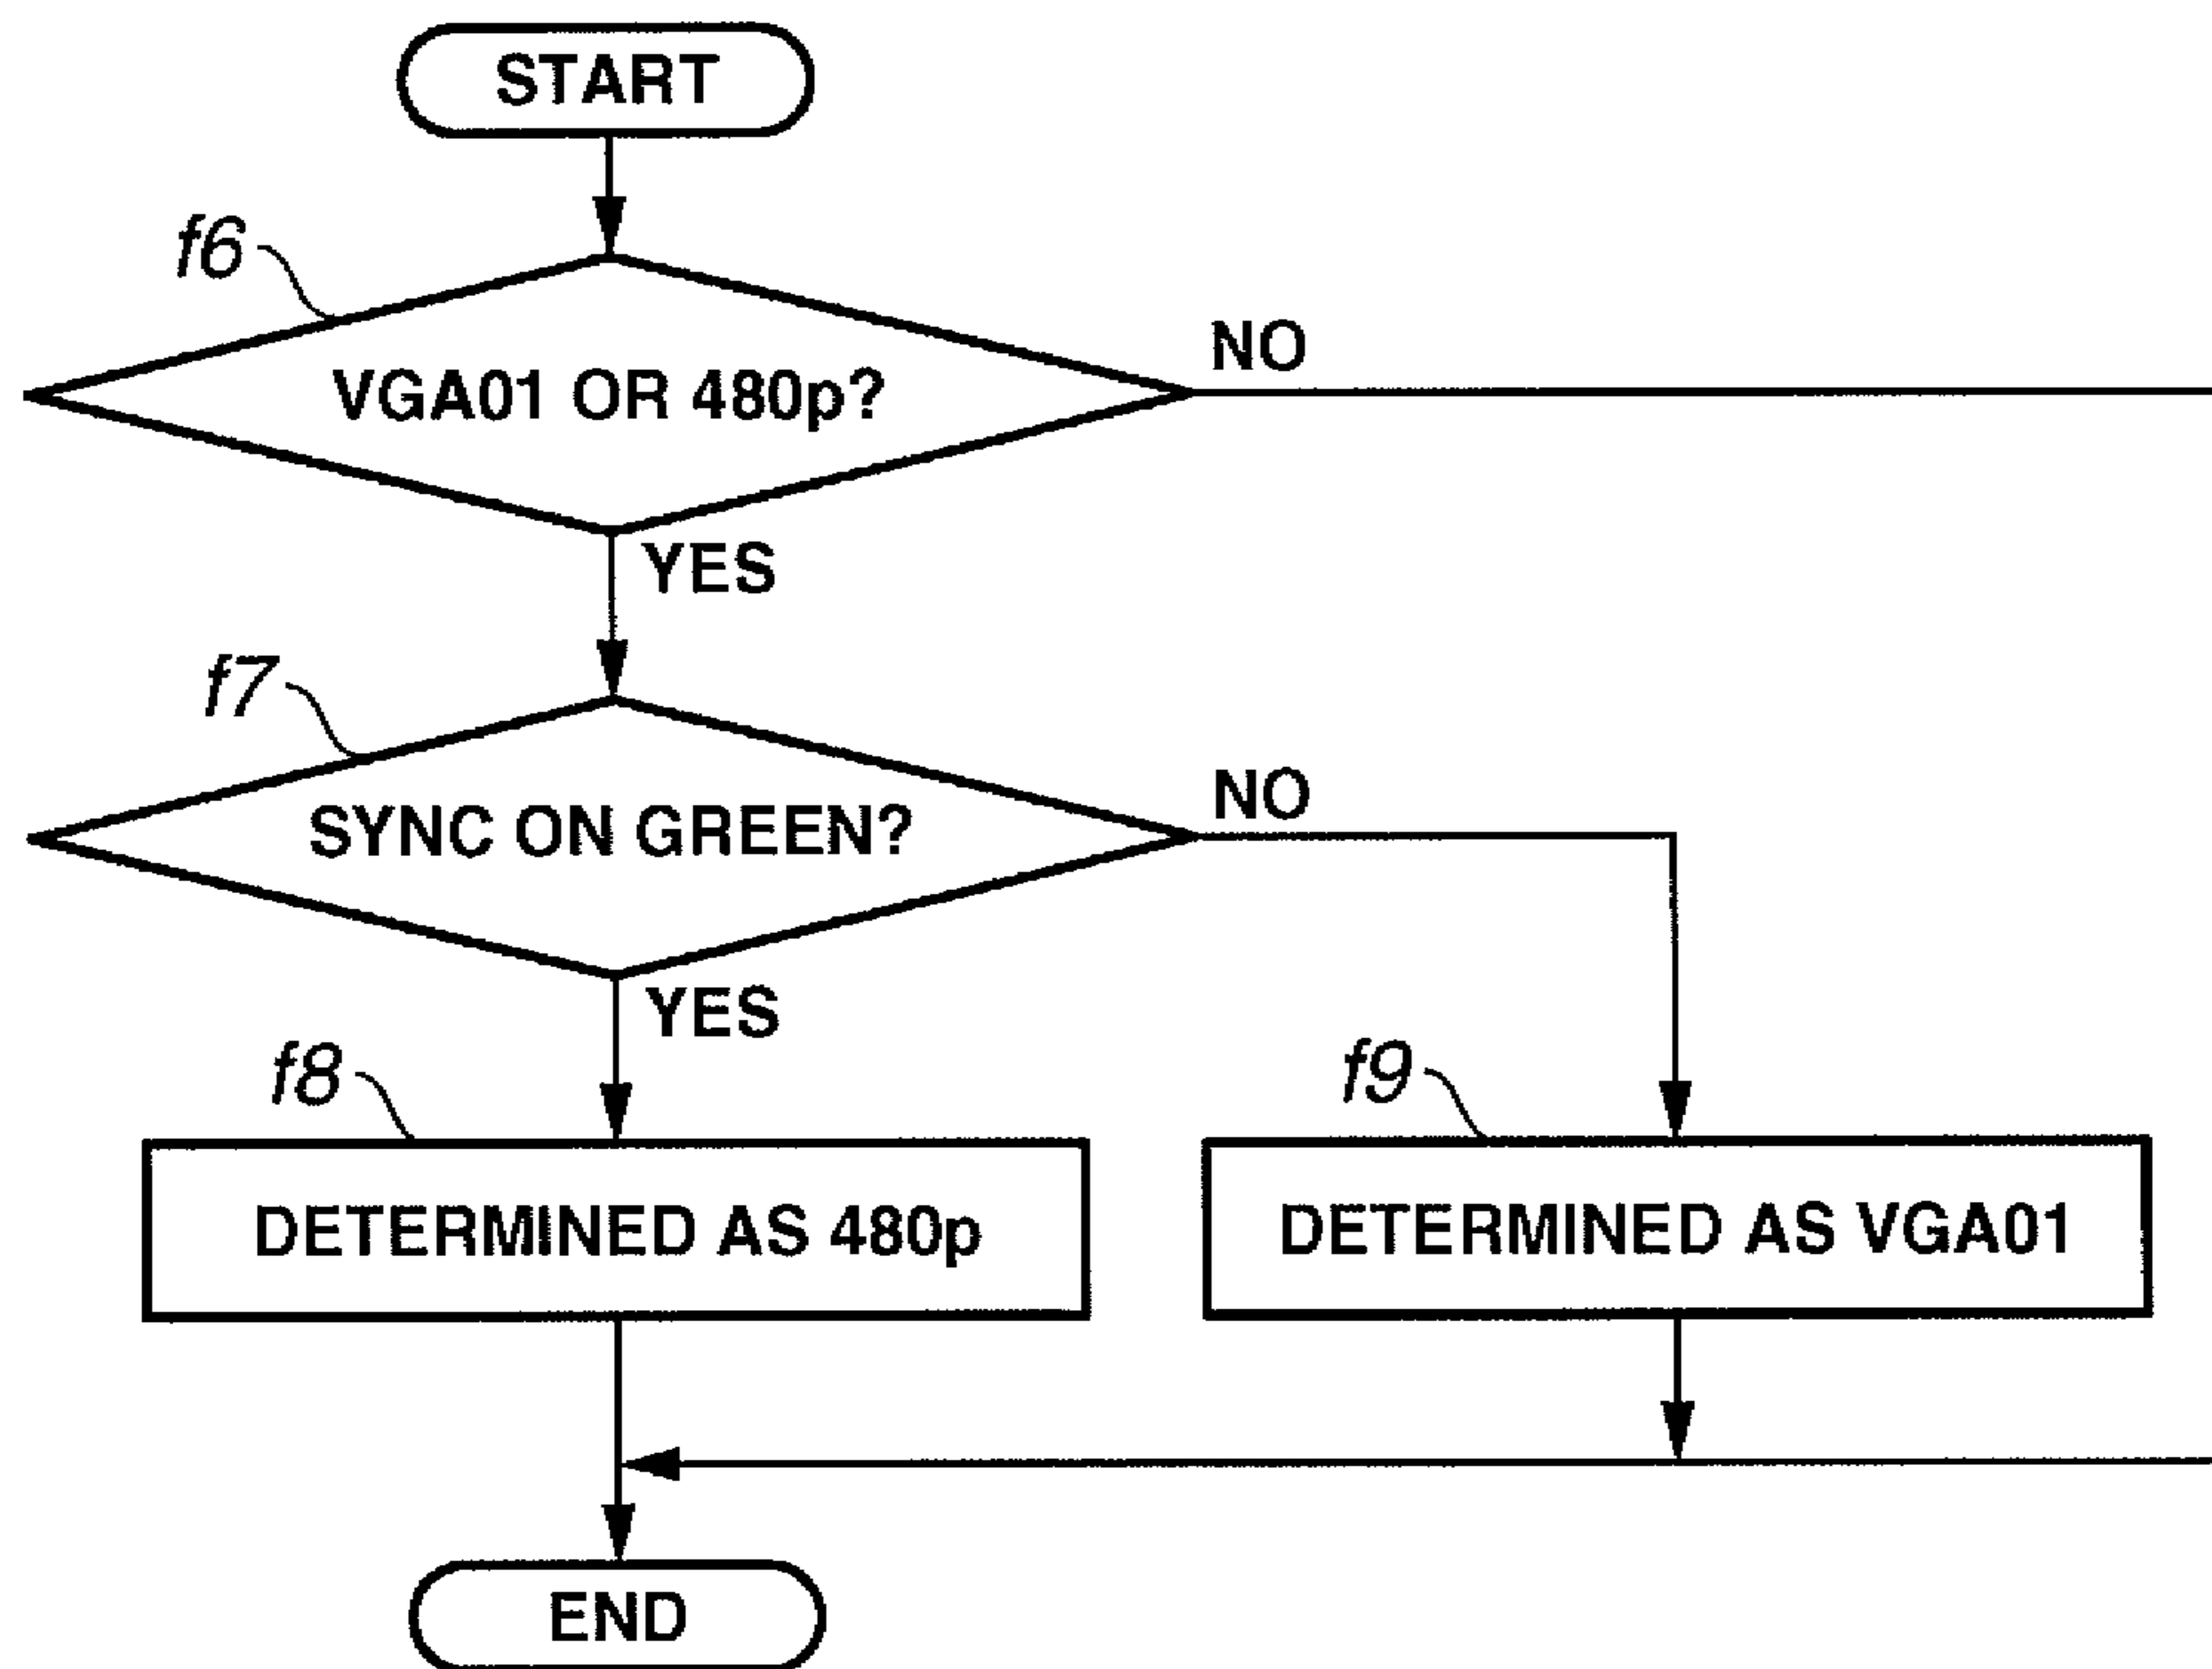 START
f6
VGA01 OR 480p?
NO
YES
f7
SYNC ON GREEN?
NO
YES
f8
DETERMINED AS 480p
f9
DETERMINED AS VGA01
END